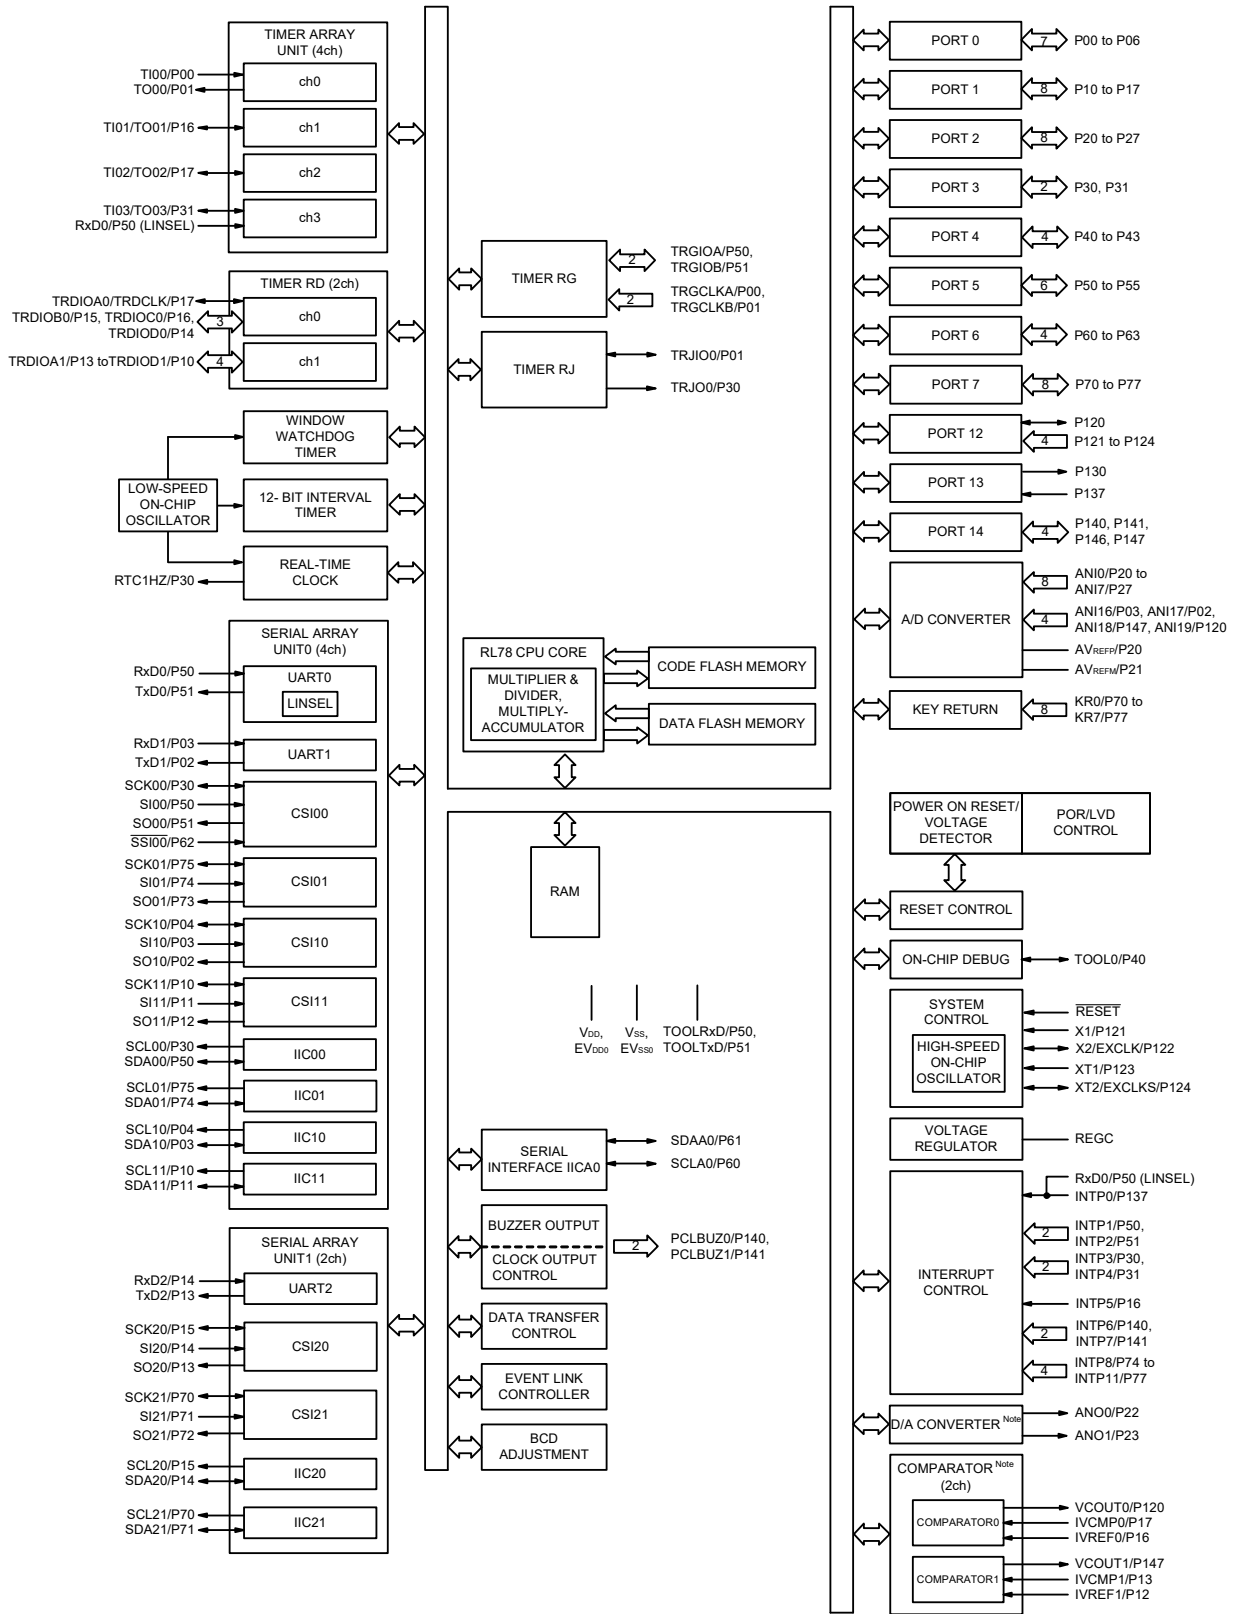 TIMER ARRAY
UNIT (4ch)
TI00/P00
TO00/P01
ch0
TI01/TO01/P16
ch1
TI02/TO02/P17
ch2
TI03/TO03/P31
RxD0/P50 (LINSEL)
ch3
TIMER RD (2ch)
TRDIOA0/TRDCLK/P17
TRDIOB0/P15, TRDIOC0/P16,
TRDIOD0/P14
3
ch0
TRDIOA1/P13 toTRDIOD1/P10
4
ch1
WINDOW
WATCHDOG
TIMER
LOW-SPEED
ON-CHIP
OSCILLATOR
12- BIT INTERVAL
TIMER
RTC1HZ/P30
REAL-TIME
CLOCK
SERIAL ARRAY
UNIT0 (4ch)
RxD0/P50
TxD0/P51
UART0
LINSEL
RxD1/P03
TxD1/P02
UART1
SCK00/P30
SI00/P50
SO00/P51
SSI00/P62
CSI00
SCK01/P75
SI01/P74
SO01/P73
CSI01
SCK10/P04
SI10/P03
SO10/P02
CSI10
SCK11/P10
SI11/P11
SO11/P12
CSI11
SCL00/P30
SDA00/P50
IIC00
SCL01/P75
SDA01/P74
IIC01
SCL10/P04
SDA10/P03
IIC10
SCL11/P10
SDA11/P11
IIC11
SERIAL ARRAY
UNIT1 (2ch)
RxD2/P14
TxD2/P13
UART2
SCK20/P15
SI20/P14
SO20/P13
CSI20
SCK21/P70
SI21/P71
SO21/P72
CSI21
SCL20/P15
SDA20/P14
IIC20
SCL21/P70
SDA21/P71
IIC21
TIMER RG
2
TRGIOA/P50,
TRGIOB/P51
2
TRGCLKA/P00,
TRGCLKB/P01
TIMER RJ
TRJIO0/P01
TRJO0/P30
RL78 CPU CORE
MULTIPLIER &
DIVIDER,
MULTIPLY-
ACCUMULATOR
CODE FLASH MEMORY
DATA FLASH MEMORY
RAM
VDD,
EVDD0
VSS,
EVSS0
TOOLRxD/P50,
TOOLTxD/P51
SERIAL
INTERFACE IICA0
SDAA0/P61
SCLA0/P60
BUZZER OUTPUT
CLOCK OUTPUT
CONTROL
2
PCLBUZ0/P140,
PCLBUZ1/P141
DATA TRANSFER
CONTROL
EVENT LINK
CONTROLLER
BCD
ADJUSTMENT
PORT 0
7
P00 to P06
PORT 1
8
P10 to P17
PORT 2
8
P20 to P27
PORT 3
2
P30, P31
PORT 4
4
P40 to P43
PORT 5
6
P50 to P55
PORT 6
4
P60 to P63
PORT 7
8
P70 to P77
PORT 12
P120
4
P121 to P124
PORT 13
P130
P137
PORT 14
4
P140, P141,
P146, P147
A/D CONVERTER
8
ANI0/P20 to
ANI7/P27
4
ANI16/P03, ANI17/P02,
ANI18/P147, ANI19/P120
AVREFP/P20
AVREFM/P21
KEY RETURN
8
KR0/P70 to
KR7/P77
POWER ON RESET/
VOLTAGE
DETECTOR
POR/LVD
CONTROL
RESET CONTROL
ON-CHIP DEBUG
TOOL0/P40
SYSTEM
CONTROL
HIGH-SPEED
ON-CHIP
OSCILLATOR
RESET
X1/P121
X2/EXCLK/P122
XT1/P123
XT2/EXCLKS/P124
VOLTAGE
REGULATOR
REGC
INTERRUPT
CONTROL
RxD0/P50 (LINSEL)
INTP0/P137
2
INTP1/P50,
INTP2/P51
2
INTP3/P30,
INTP4/P31
INTP5/P16
2
INTP6/P140,
INTP7/P141
4
INTP8/P74 to
INTP11/P77
D/A CONVERTER Note
ANO0/P22
ANO1/P23
COMPARATOR Note
(2ch)
COMPARATOR0
VCOUT0/P120
IVCMP0/P17
IVREF0/P16
COMPARATOR1
VCOUT1/P147
IVCMP1/P13
IVREF1/P12